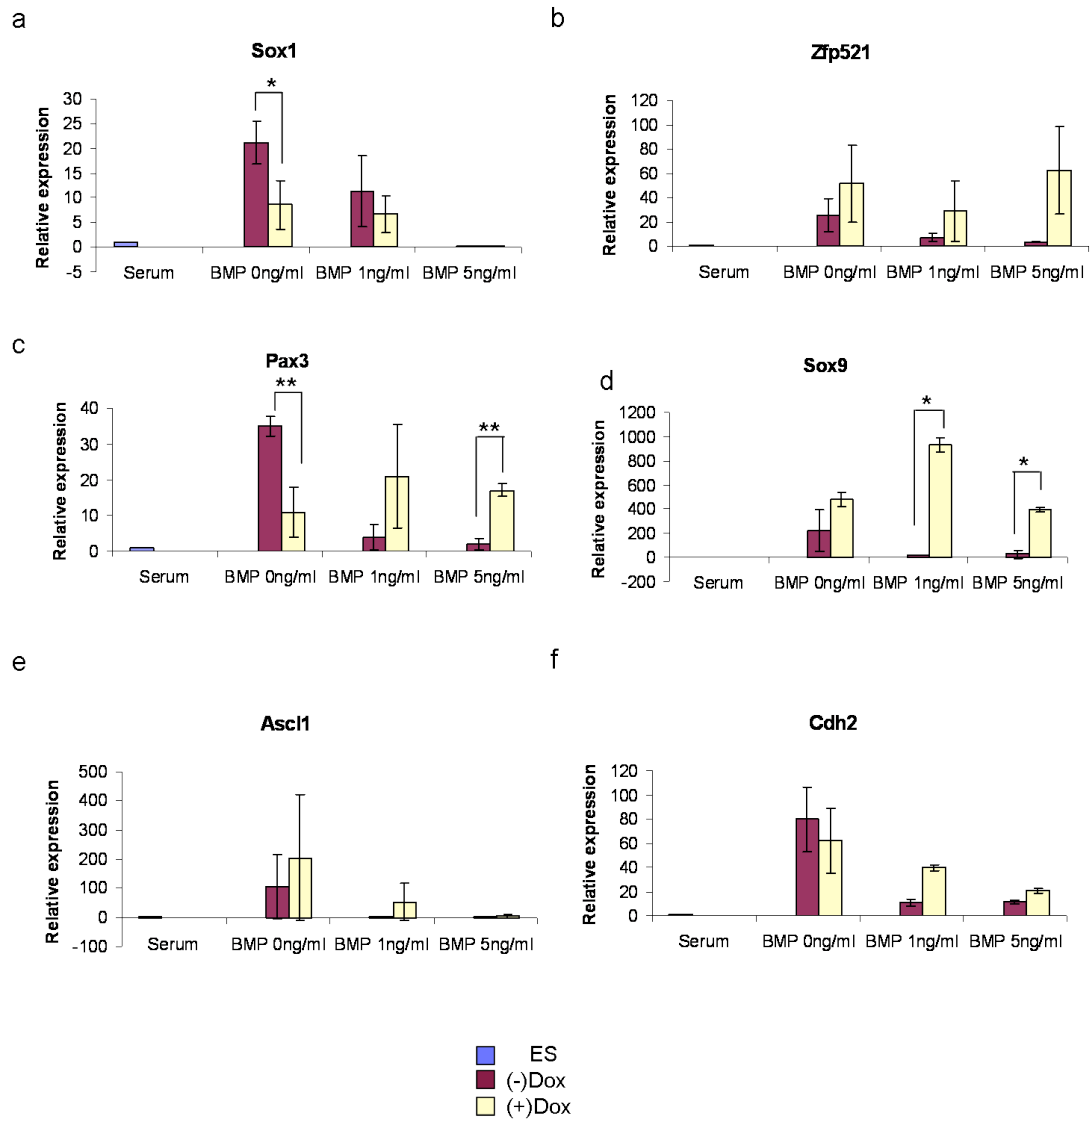 a
Sox1
*
Relative expression
30
25
20
15
10
5
0
-5
Serum BMP 0ng/ml BMP 1ng/ml BMP 5ng/ml
b
Zfp521
Relative expression
120
100
80
60
40
20
0
Serum BMP 0ng/ml BMP 1ng/ml BMP 5ng/ml
c
Pax3
**
**
Relative expression
40
30
20
10
0
Serum BMP 0ng/ml BMP 1ng/ml BMP 5ng/ml
d
Sox9
*
*
Relative expression
1200
1000
800
600
400
200
0
-200
Serum BMP 0ng/ml BMP 1ng/ml BMP 5ng/ml
e
Ascl1
Relative expression
500
400
300
200
100
0
-100
Serum BMP 0ng/ml BMP 1ng/ml BMP 5ng/ml
f
Cdh2
Relative expression
120
100
80
60
40
20
0
Serum BMP 0ng/ml BMP 1ng/ml BMP 5ng/ml
ES
(-)Dox
(+)Dox